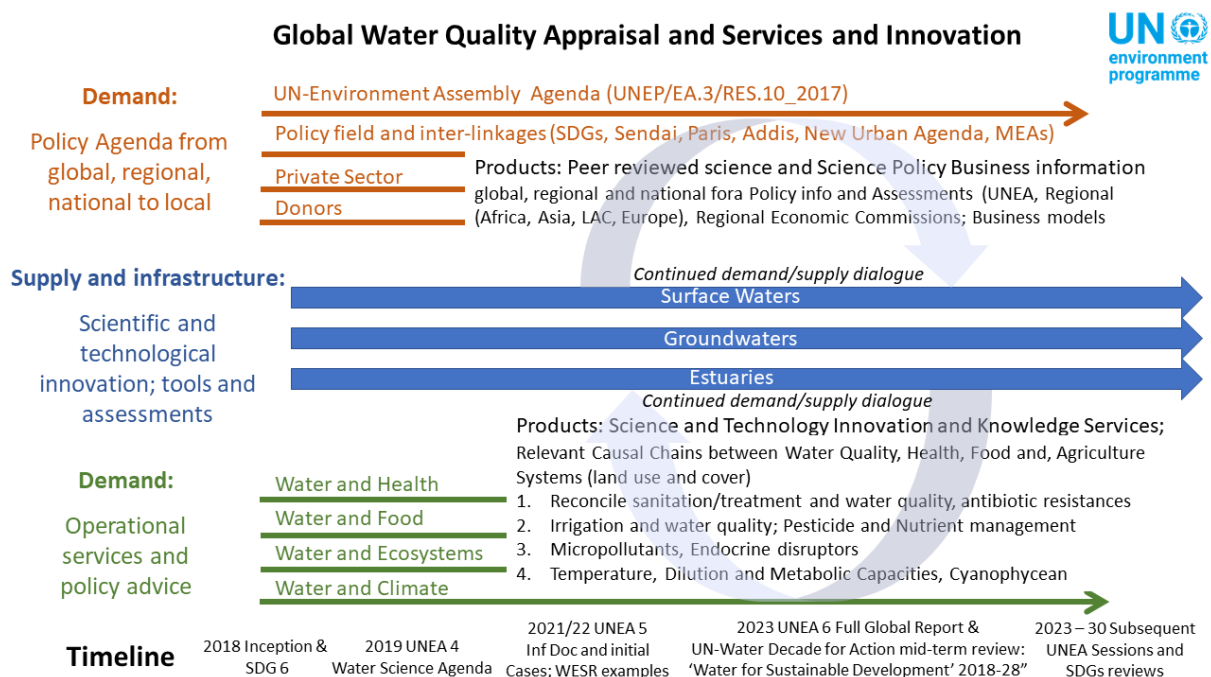 Global Water Quality Appraisal and Services and Innovation
UN
environment
programme
Demand:
Policy Agenda from
global, regional,
national to local
UN-Environment Assembly Agenda (UNEP/EA.3/RES.10_2017)
Policy field and inter-linkages (SDGs, Sendai, Paris, Addis, New Urban Agenda, MEAs)
Private Sector
Donors
Products: Peer reviewed science and Science Policy Business information
global, regional and national fora Policy info and Assessments (UNEA, Regional
(Africa, Asia, LAC, Europe), Regional Economic Commissions; Business models
Supply and infrastructure:
Scientific and
technological
innovation; tools and
assessments
Continued demand/supply dialogue
Surface Waters
Groundwaters
Estuaries
Continued demand/supply dialogue
Demand:
Operational
services and
policy advice
Water and Health
Water and Food
Water and Ecosystems
Water and Climate
Products: Science and Technology Innovation and Knowledge Services;
Relevant Causal Chains between Water Quality, Health, Food and, Agriculture
Systems (land use and cover)
1. Reconcile sanitation/treatment and water quality, antibiotic resistances
2. Irrigation and water quality; Pesticide and Nutrient management
3. Micropollutants, Endocrine disruptors
4. Temperature, Dilution and Metabolic Capacities, Cyanophycean
Timeline
2018 Inception &
SDG 6
2019 UNEA 4
Water Science Agenda
2021/22 UNEA 5
Inf Doc and initial
Cases; WESR examples
2023 UNEA 6 Full Global Report &
UN-Water Decade for Action mid-term review:
‘Water for Sustainable Development’ 2018-28”
2023 – 30 Subsequent
UNEA Sessions and
SDGs reviews